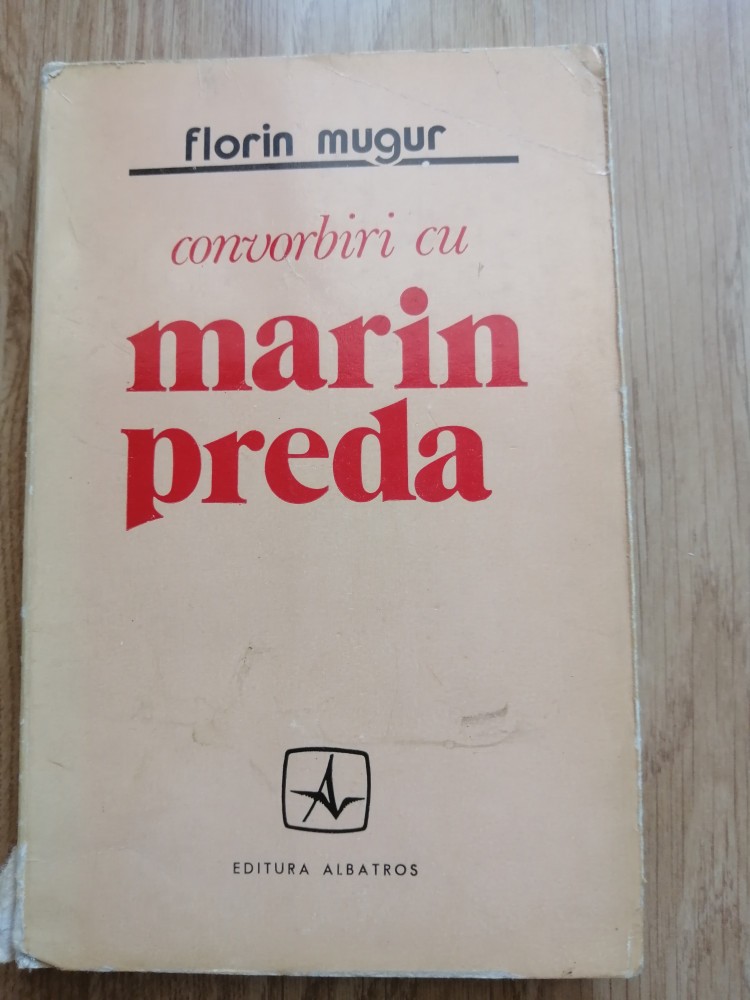 florin mugur
convorbiri cu
marin
preda
EDITURA ALBATROS